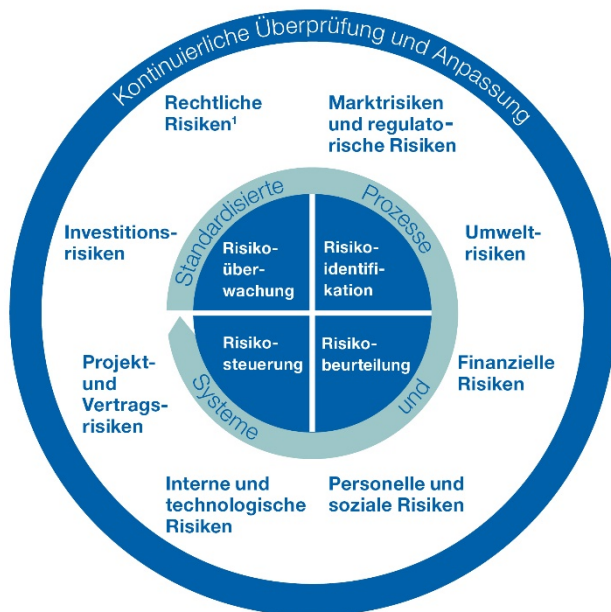 Kontinuierliche Überprüfung und Anpassung
Rechtliche
Risiken¹
Marktrisiken
und regulato-
rische Risiken
Umwelt-
risiken
Finanzielle
Risiken
Personelle und
soziale Risiken
Interne und
technologische
Risiken
Projekt-
und
Vertrags-
risiken
Investitions-
risiken
Standardisierte
Prozesse
und
Systeme
Risiko-
über-
wachung
Risiko-
identifi-
kation
Risiko-
steuerung
Risiko-
beurteilung